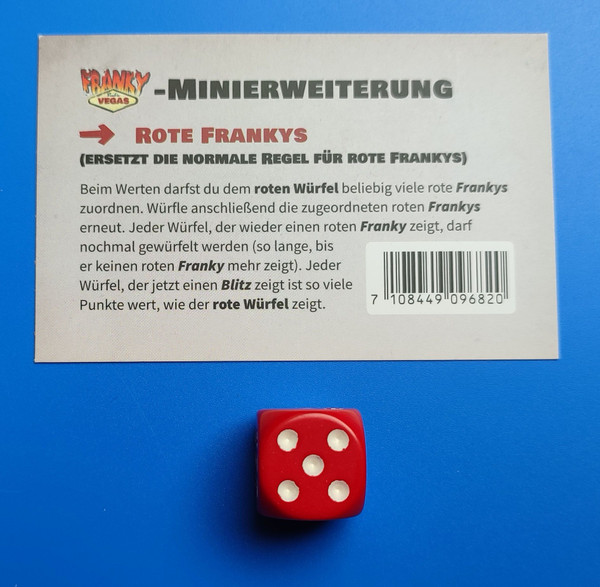 FRANKY VEGAS -MINIERWEITERUNG
→ ROTE FRANKYS
(ERSETZT DIE NORMALE REGEL FÜR ROTE FRANKYS)
Beim Werten darfst du dem roten Würfel beliebig viele rote Frankys
zuordnen. Würfle anschließend die zugeordneten roten Frankys
erneut. Jeder Würfel, der wieder einen roten Franky zeigt, darf
nochmal gewürfelt werden (so lange, bis
er keinen roten Franky mehr zeigt). Jeder
Würfel, der jetzt einen Blitz zeigt ist so viele
Punkte wert, wie der rote Würfel zeigt.
7 108449 096820